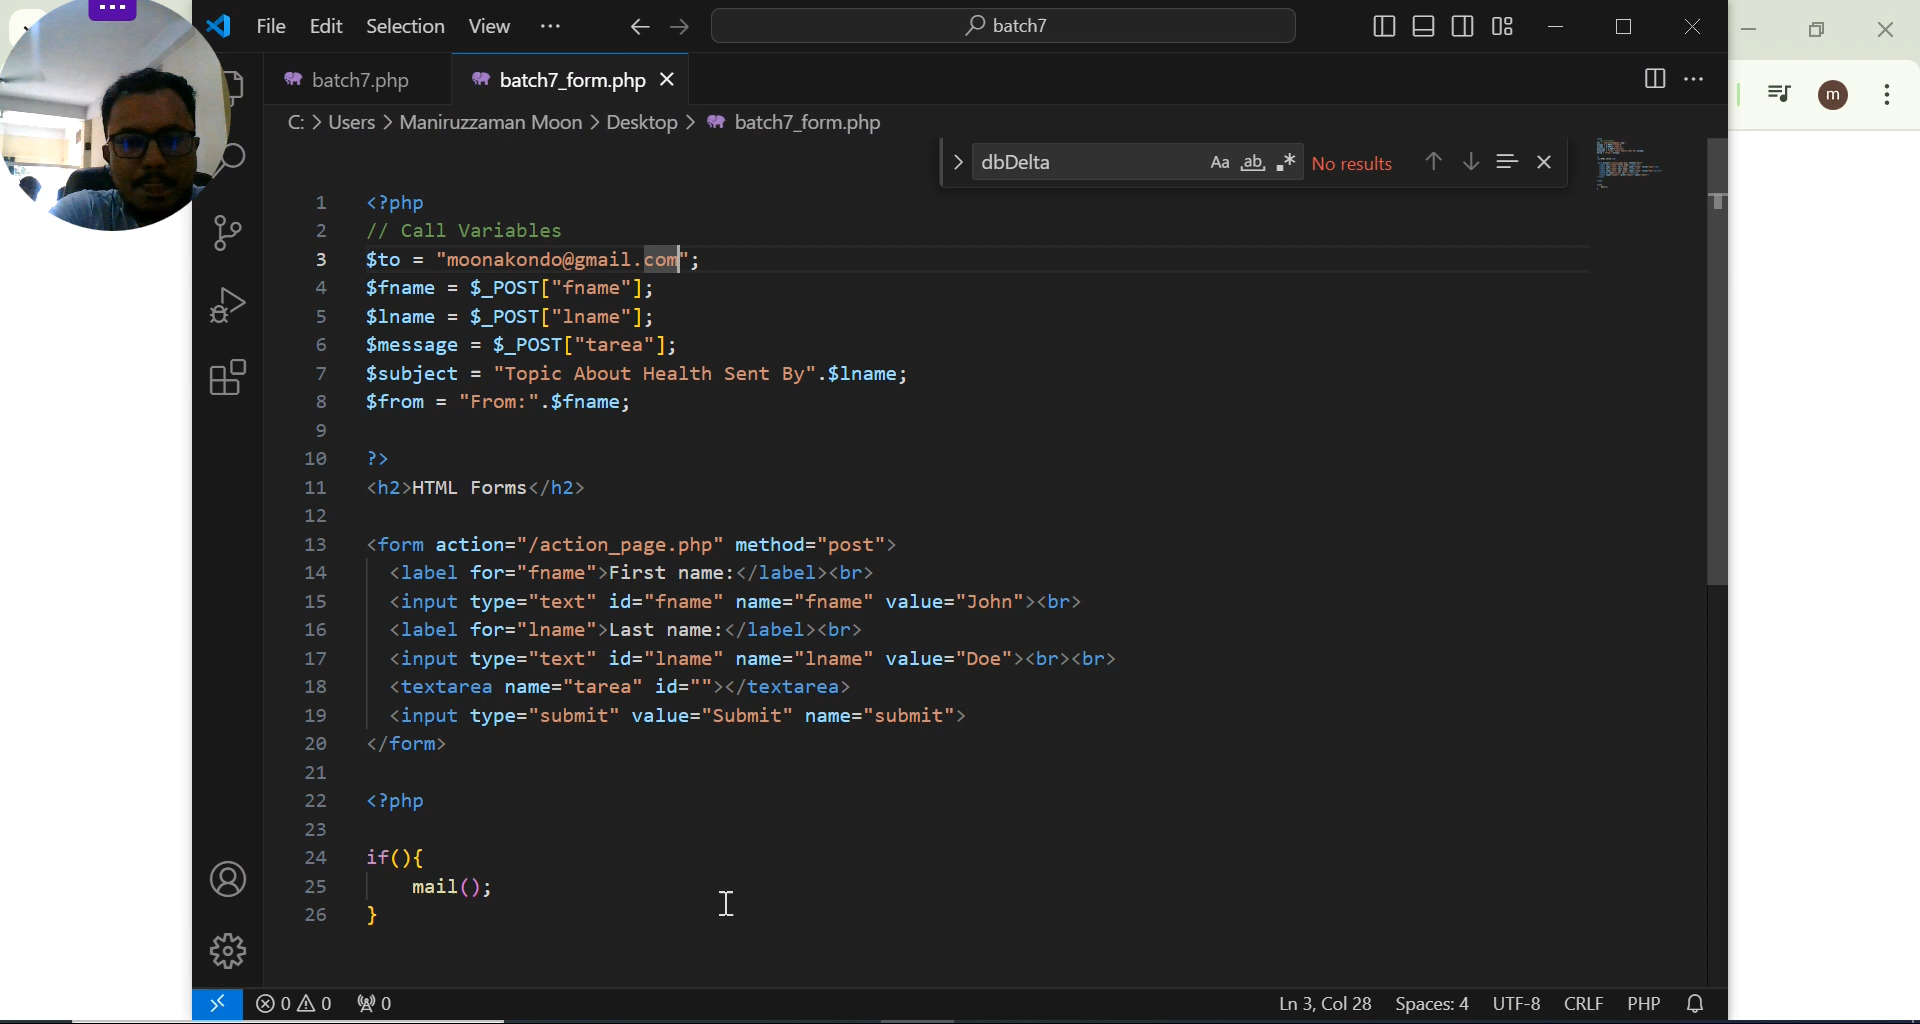 File Edit Selection View ··· batch7
batch7.php batch7_form.php
m
C: > Users > Maniruzzaman Moon > Desktop > batch7_form.php
dbDelta Aa ab .* No results
1 <?php
2 // Call Variables
3 $to = "moonakondo@gmail.com";
4 $fname = $_POST["fname"];
5 $lname = $_POST["lname"];
6 $message = $_POST["tarea"];
7 $subject = "Topic About Health Sent By".$lname;
8 $from = "From:".$fname;
9
10 ?>
11 <h2>HTML Forms</h2>
12
13 <form action="/action_page.php" method="post">
14 <label for="fname">First name:</label><br>
15 <input type="text" id="fname" name="fname" value="John"><br>
16 <label for="lname">Last name:</label><br>
17 <input type="text" id="lname" name="lname" value="Doe"><br><br>
18 <textarea name="tarea" id=""></textarea>
19 <input type="submit" value="Submit" name="submit">
20 </form>
21
22 <?php
23
24 if(){
25 mail();
26 }
0 0 0 Ln 3, Col 28 Spaces: 4 UTF-8 CRLF PHP